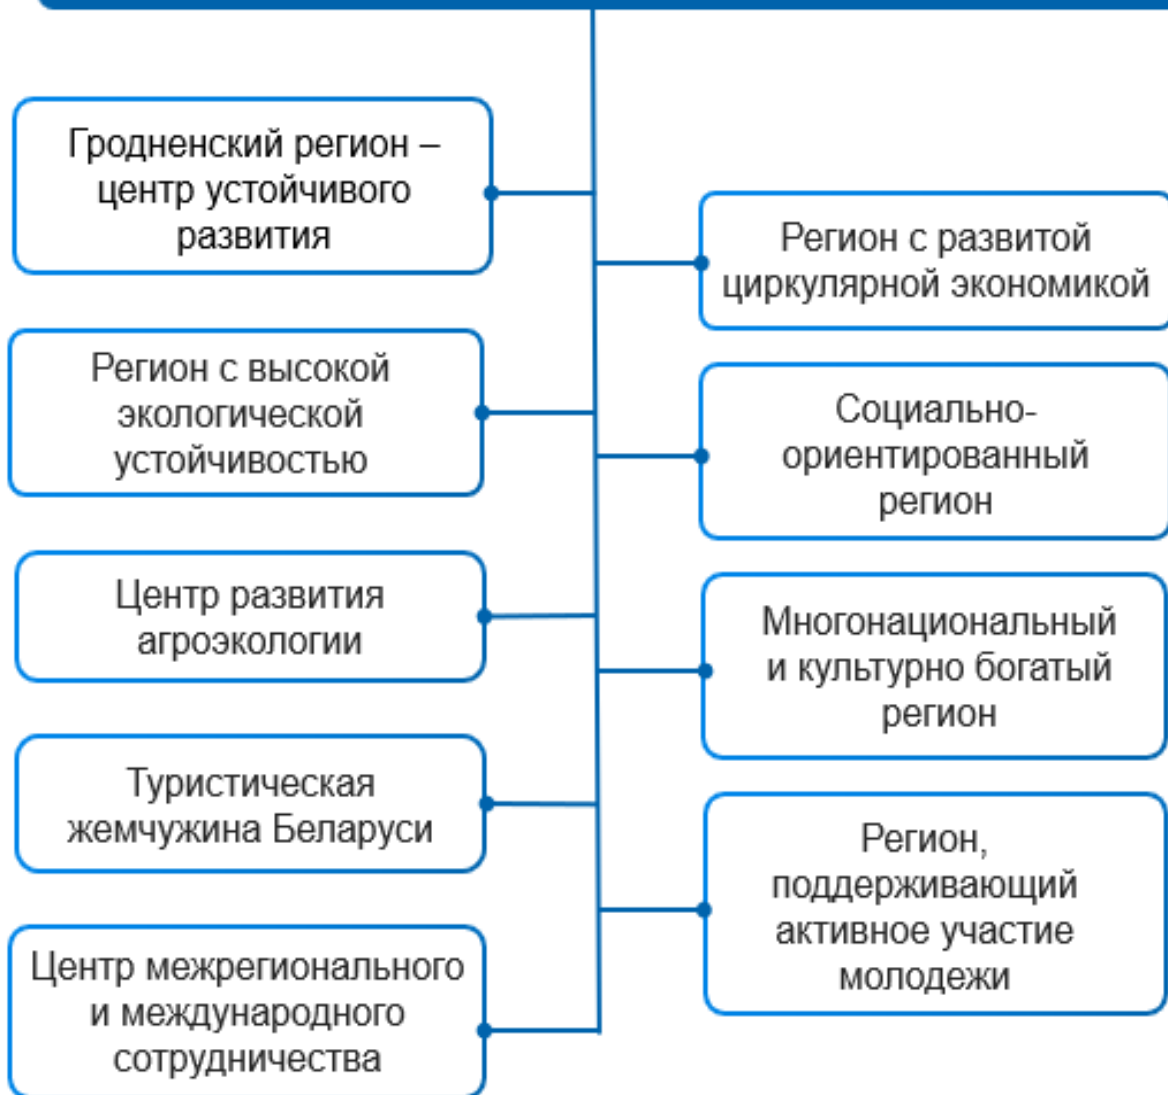 Гродненский регион –
центр устойчивого
развития
Регион с высокой
экологической
устойчивостью
Центр развития
агроэкологии
Туристическая
жемчужина Беларуси
Центр межрегионального
и международного
сотрудничества
Регион с развитой
циркулярной экономикой
Социально-
ориентированный
регион
Многонациональный
и культурно богатый
регион
Регион,
поддерживающий
активное участие
молодежи